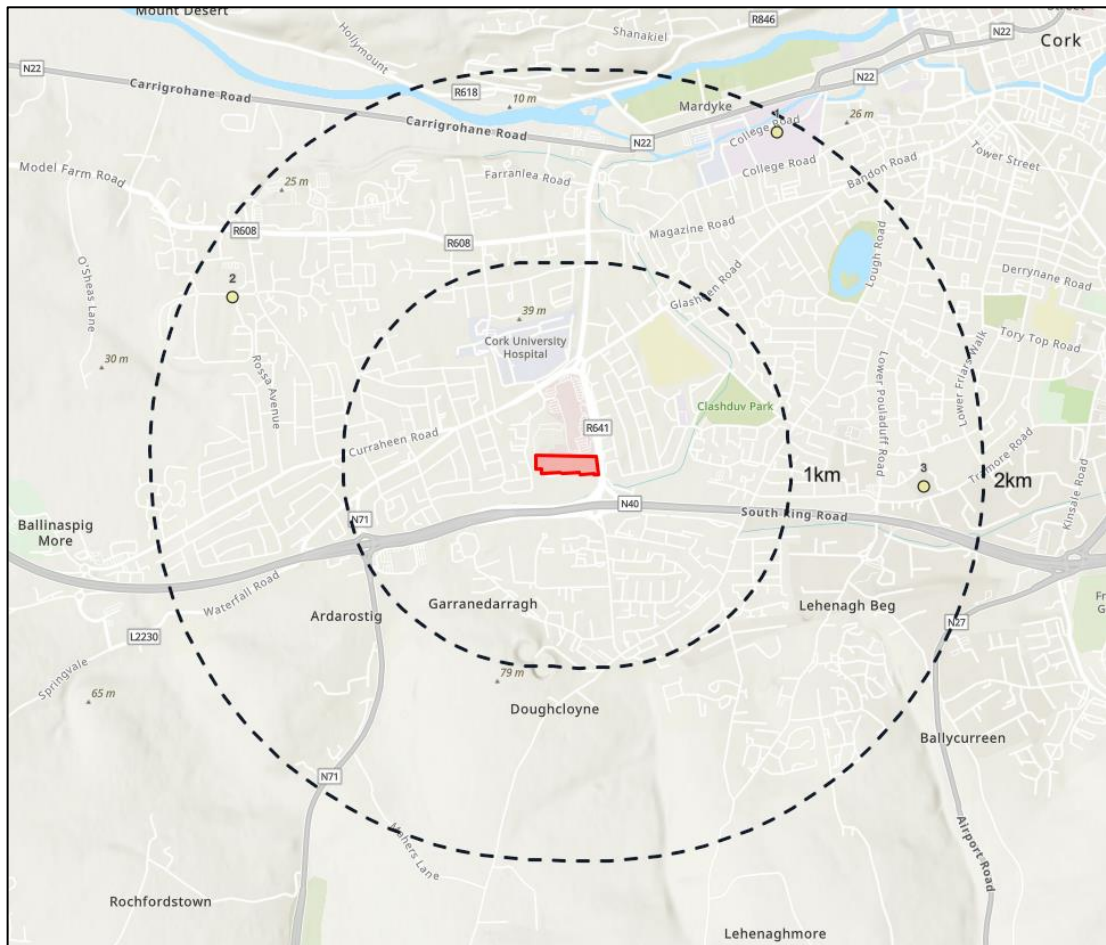 Mount Desert
R846
Street
N22
Cork
Hollymount
Shanakiel
N22
N22
Carrigrohane Road
R618
10 m
Mardyke
Carrigrohane Road
1
26 m
College Road
N22
Tower Street
College Road
Bandon Road
Model Farm Road
Farranlea Road
25 m
Magazine Road
R608
R608
Lough Road
O'Sheas Lane
2
Glasheen Road
Derrynane Road
39 m
Cork University
Hospital
Tory Top Road
30 m
Rossa Avenue
Lower Pouladuff Road
Lower Friars Walk
Clashduv Park
R641
Curraheen Road
Tramore Road
3
1km
2km
Kinsale Road
N40
South Ring Road
N71
Ballinaspig
More
Waterfall Road
Garranedarragh
Lehenagh Beg
Ardarostig
N27
L2230
Springvale
79 m
65 m
Doughcloyne
Ballycurreen
N71
Mahers Lane
Airport Road
Rochfordstown
Lehenaghmore